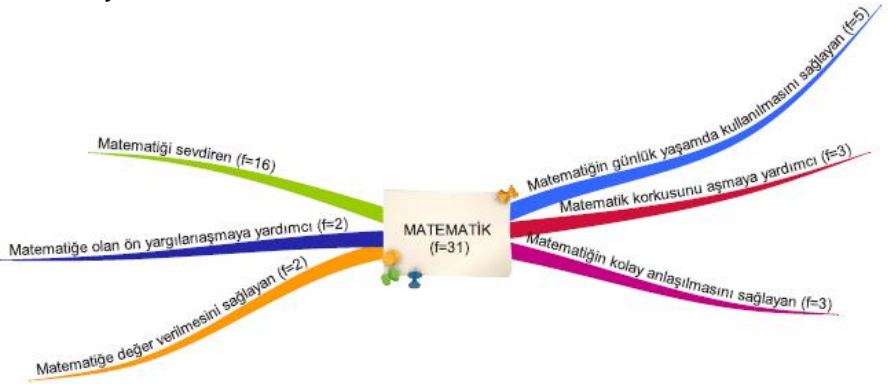 Matematiğin günlük yaşamda kullanılmasını sağlayan (f=5)
Matematiği sevdiren (f=16)
Matematik korkusunu aşmaya yardımcı (f=3)
MATEMATİK
(f=31)
Matematiğe olan ön yargılarıaşmaya yardımcı (f=2)
Matematiğin kolay anlaşılmasını sağlayan (f=3)
Matematiğe değer verilmesini sağlayan (f=2)